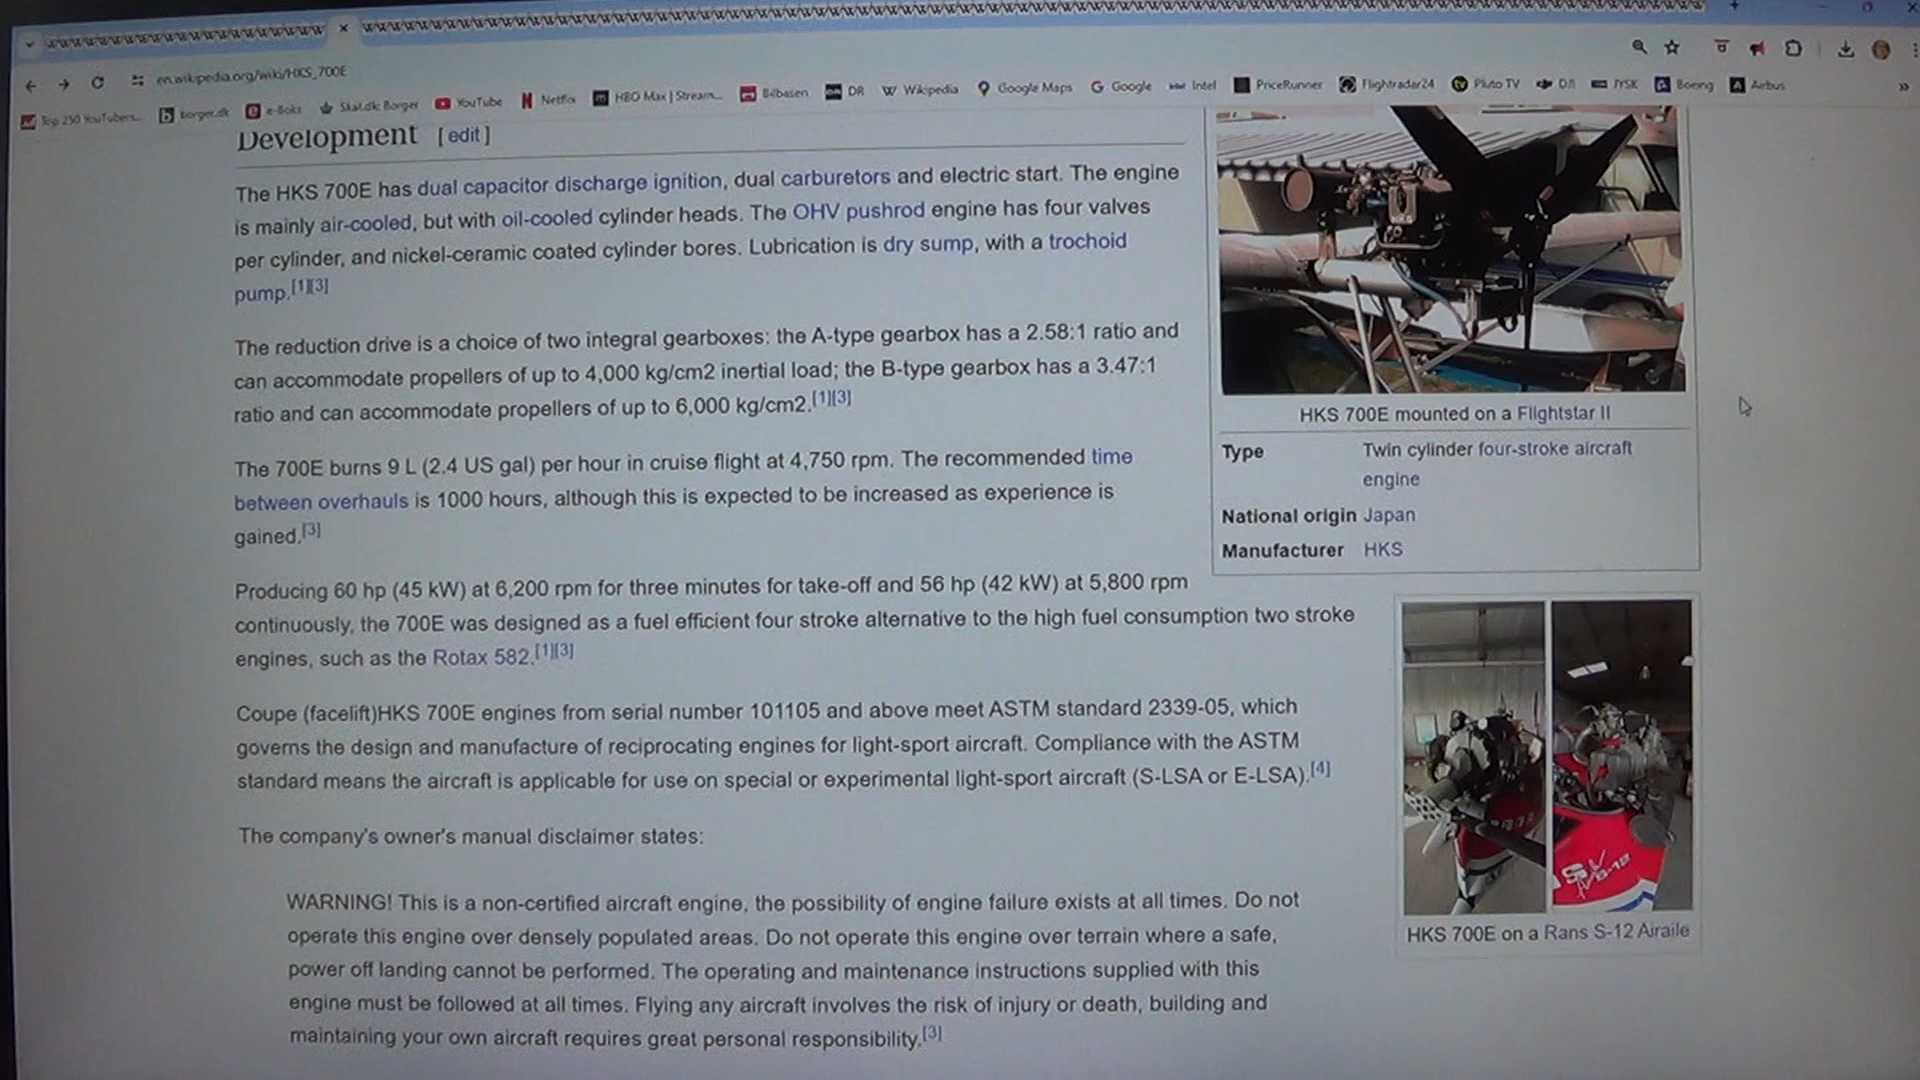 en.wikipedia.org/wiki/HKS_700E
Top 250 YouTubers... borger.dk e-Boks Skat.dk: Borger YouTube Netflix HBO Max | Stream... Bilbasen DR Wikipedia Google Maps Google Intel PriceRunner Flightradar24 Pluto TV DJI JYSK Boeing Airbus »
Development [ edit ]
The HKS 700E has dual capacitor discharge ignition, dual carburetors and electric start. The engine
is mainly air-cooled, but with oil-cooled cylinder heads. The OHV pushrod engine has four valves
per cylinder, and nickel-ceramic coated cylinder bores. Lubrication is dry sump, with a trochoid
pump.[1][3]
The reduction drive is a choice of two integral gearboxes: the A-type gearbox has a 2.58:1 ratio and
can accommodate propellers of up to 4,000 kg/cm2 inertial load; the B-type gearbox has a 3.47:1
ratio and can accommodate propellers of up to 6,000 kg/cm2.[1][3]
The 700E burns 9 L (2.4 US gal) per hour in cruise flight at 4,750 rpm. The recommended time
between overhauls is 1000 hours, although this is expected to be increased as experience is
gained.[3]
Producing 60 hp (45 kW) at 6,200 rpm for three minutes for take-off and 56 hp (42 kW) at 5,800 rpm
continuously, the 700E was designed as a fuel efficient four stroke alternative to the high fuel consumption two stroke
engines, such as the Rotax 582.[1][3]
Coupe (facelift)HKS 700E engines from serial number 101105 and above meet ASTM standard 2339-05, which
governs the design and manufacture of reciprocating engines for light-sport aircraft. Compliance with the ASTM
standard means the aircraft is applicable for use on special or experimental light-sport aircraft (S-LSA or E-LSA).[4]
The company's owner's manual disclaimer states:
WARNING! This is a non-certified aircraft engine, the possibility of engine failure exists at all times. Do not
operate this engine over densely populated areas. Do not operate this engine over terrain where a safe,
power off landing cannot be performed. The operating and maintenance instructions supplied with this
engine must be followed at all times. Flying any aircraft involves the risk of injury or death, building and
maintaining your own aircraft requires great personal responsibility.[3]
HKS 700E mounted on a Flightstar II
Type Twin cylinder four-stroke aircraft
engine
National origin Japan
Manufacturer HKS
HKS 700E on a Rans S-12 Airaile